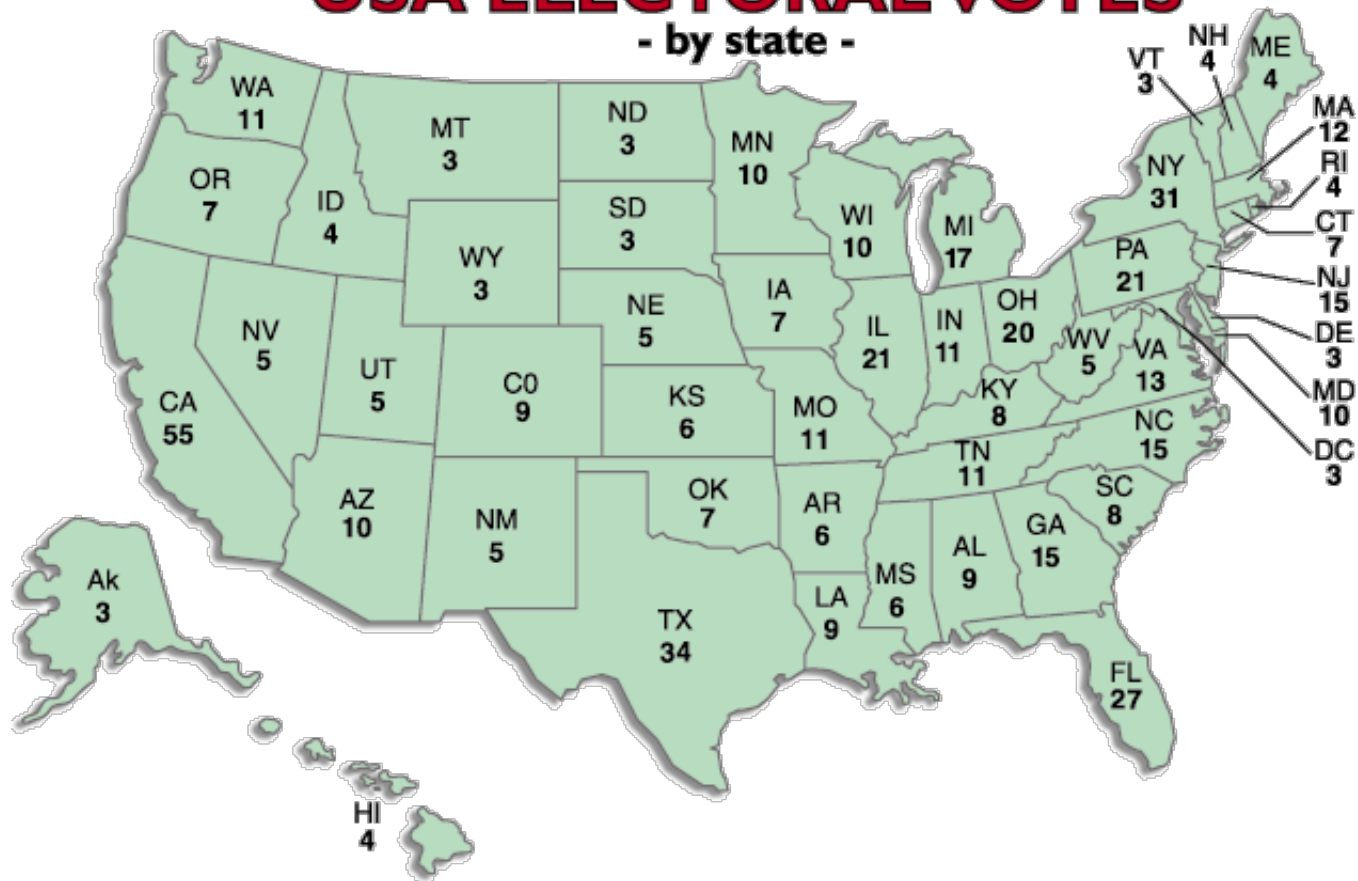 USA ELECTORAL VOTES
- by state -
WA
11
OR
7
ID
4
MT
3
ND
3
MN
10
SD
3
WY
3
WI
10
MI
17
NY
31
VT
3
NH
4
ME
4
MA
12
RI
4
CT
7
NJ
15
DE
3
MD
10
DC
3
PA
21
NV
5
UT
5
C0
9
NE
5
IA
7
IL
21
IN
11
OH
20
WV
5
VA
13
CA
55
KS
6
MO
11
KY
8
NC
15
TN
11
AZ
10
NM
5
OK
7
AR
6
SC
8
MS
6
AL
9
GA
15
LA
9
TX
34
FL
27
Ak
3
HI
4